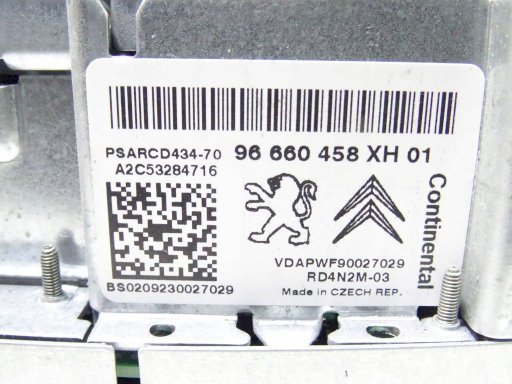 PSARCD434-70 96 660 458 XH 01
A2C53284716
Continental
VDAPWF90027029
RD4N2M-03
BS0209230027029
Made in CZECH REP.